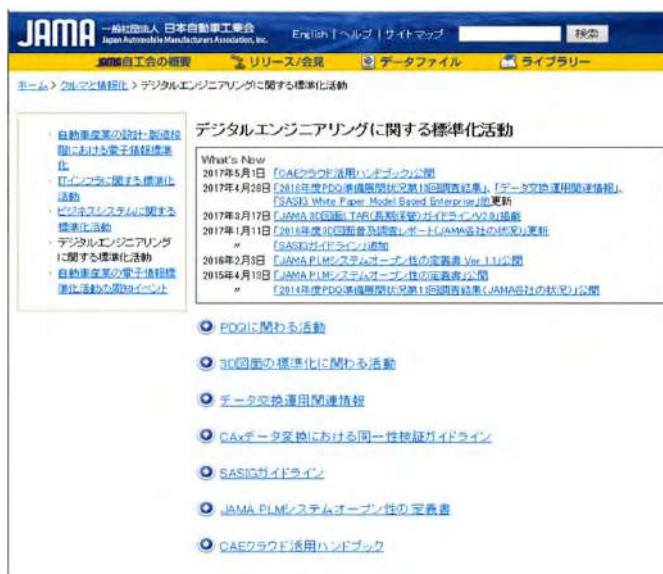 JAMA 一般社団法人 日本自動車工業会
Japan Automobile Manufacturers Association, Inc.
English | ヘルプ | サイトマップ 検索
JAMA自工会の概要 リリース/会見 データファイル ライブラリー
ホーム > クルマと情報化 > デジタルエンジニアリングに関する標準化活動
・ 自動車産業の設計・製造段
階における電子情報標準
化
・ ITインフラに関する標準化
活動
・ ビジネスシステムに関する
標準化活動
・ デジタルエンジニアリング
に関する標準化活動
・ 自動車産業の電子情報標
準化活動の周知イベント
デジタルエンジニアリングに関する標準化活動
What's New
2017年5月1日 「CAEクラウド活用ハンドブック」公開
2017年4月28日 「2016年度PDQ準備展開状況第13回調査結果」、「データ交換運用関連情報」、
「SASIG White Paper Model Based Enterprise」他更新
2017年3月17日 「JAMA 3D図面LTAR(長期保管)ガイドラインV2.0」掲載
2017年1月11日 「2016年度3D図面普及調査レポート(JAMA各社の状況)」更新
〃 「SASIGガイドライン」追加
2016年2月3日 「JAMA PLMシステムオープン性の定義書 Ver 1.1」公開
2015年4月13日 「JAMA PLMシステムオープン性の定義書」公開
〃 「2014年度PDQ準備展開状況第11回調査結果(JAMA各社の状況)」公開
PDQに関わる活動
3D図面の標準化に関わる活動
データ交換運用関連情報
CAxデータ変換における同一性検証ガイドライン
SASIGガイドライン
JAMA PLMシステムオープン性の定義書
CAEクラウド活用ハンドブック